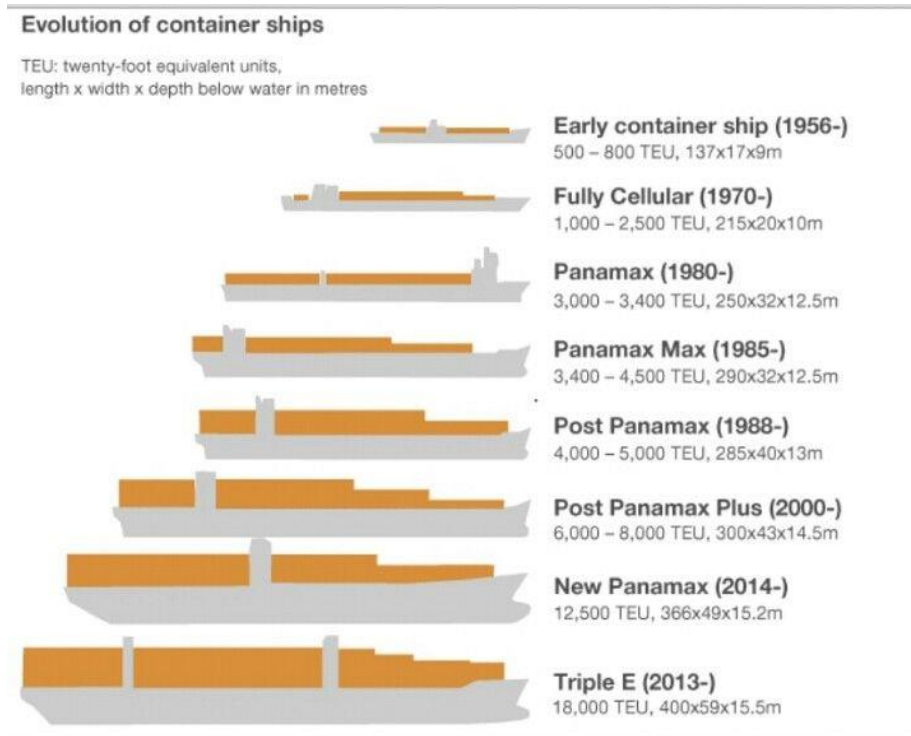 Evolution of container ships
TEU: twenty-foot equivalent units,
length x width x depth below water in metres
Early container ship (1956-)
500 – 800 TEU, 137x17x9m
Fully Cellular (1970-)
1,000 – 2,500 TEU, 215x20x10m
Panamax (1980-)
3,000 – 3,400 TEU, 250x32x12.5m
Panamax Max (1985-)
3,400 – 4,500 TEU, 290x32x12.5m
Post Panamax (1988-)
4,000 – 5,000 TEU, 285x40x13m
Post Panamax Plus (2000-)
6,000 – 8,000 TEU, 300x43x14.5m
New Panamax (2014-)
12,500 TEU, 366x49x15.2m
Triple E (2013-)
18,000 TEU, 400x59x15.5m